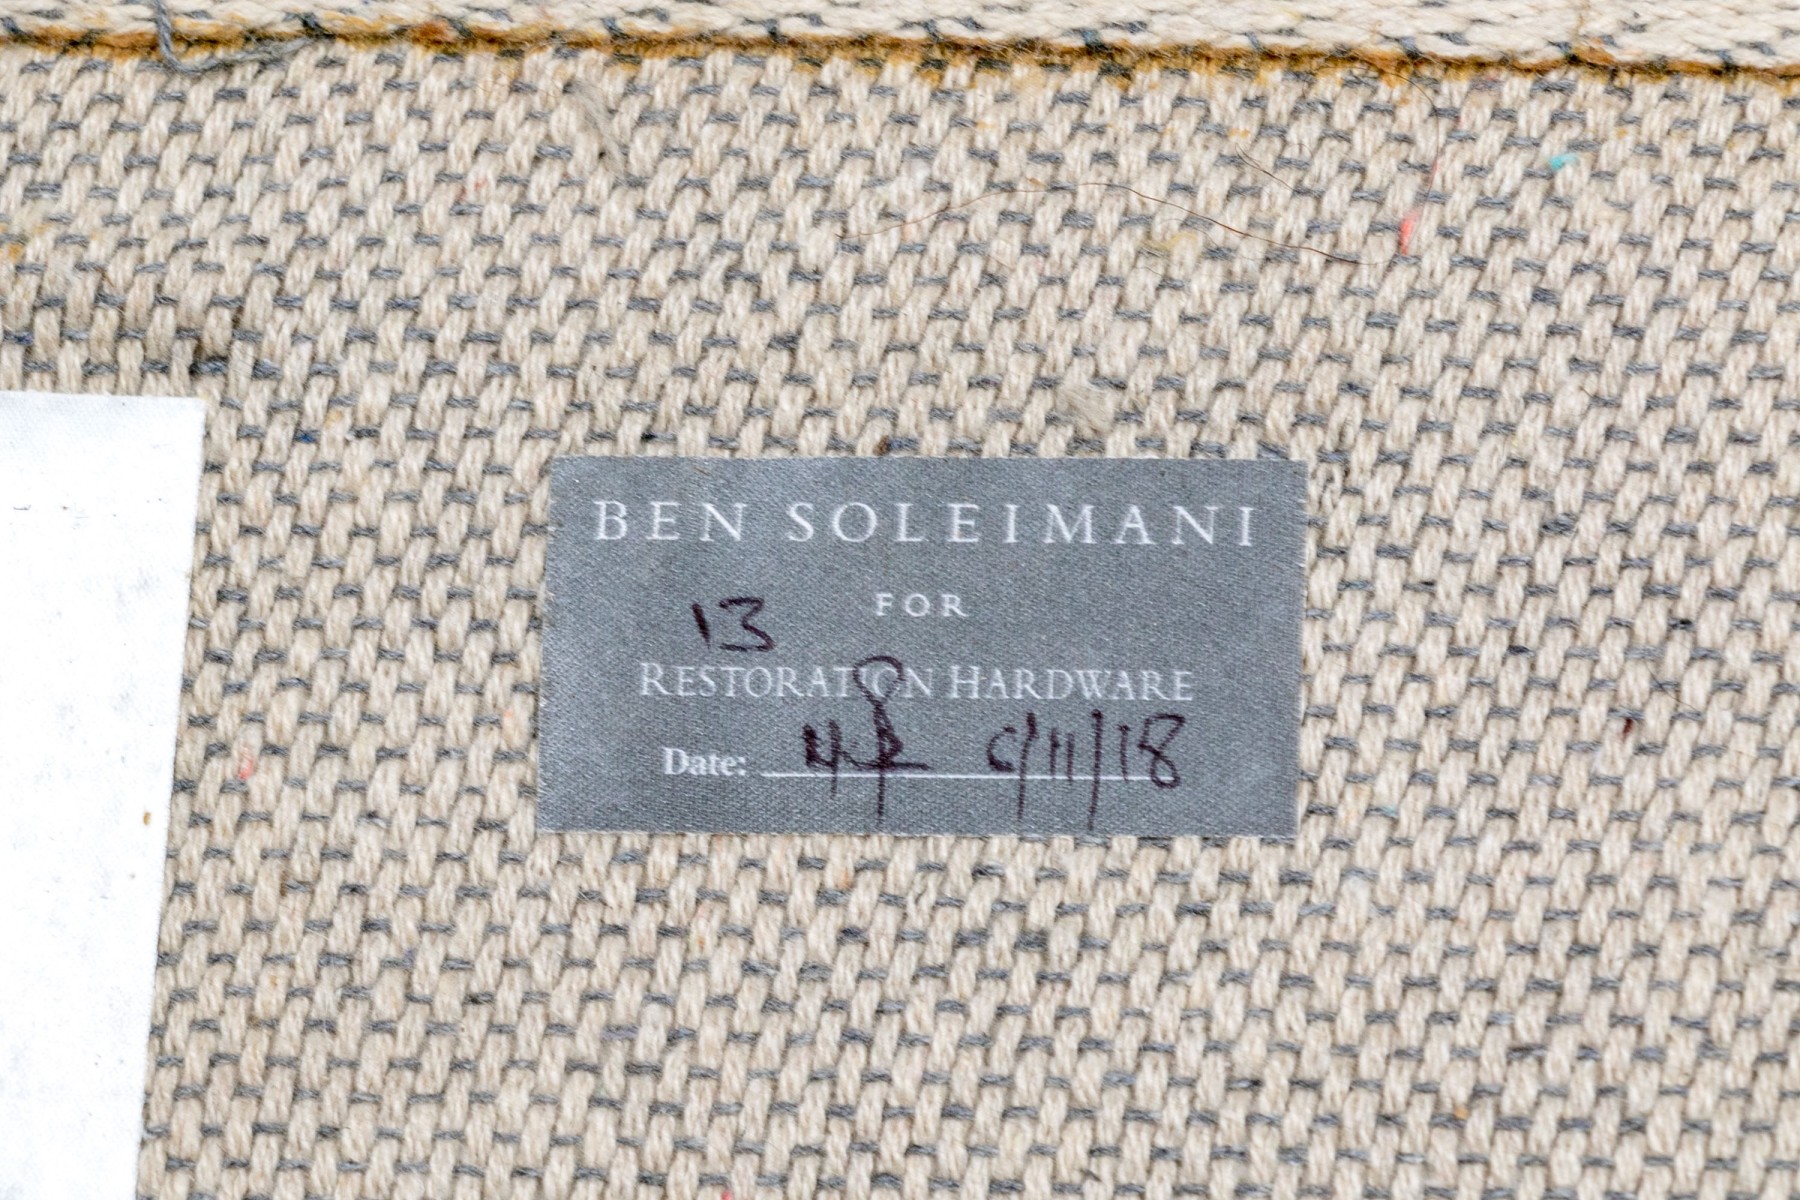 BEN SOLEIMANI
FOR
13
RESTORATION HARDWARE
Date: 6/11/18